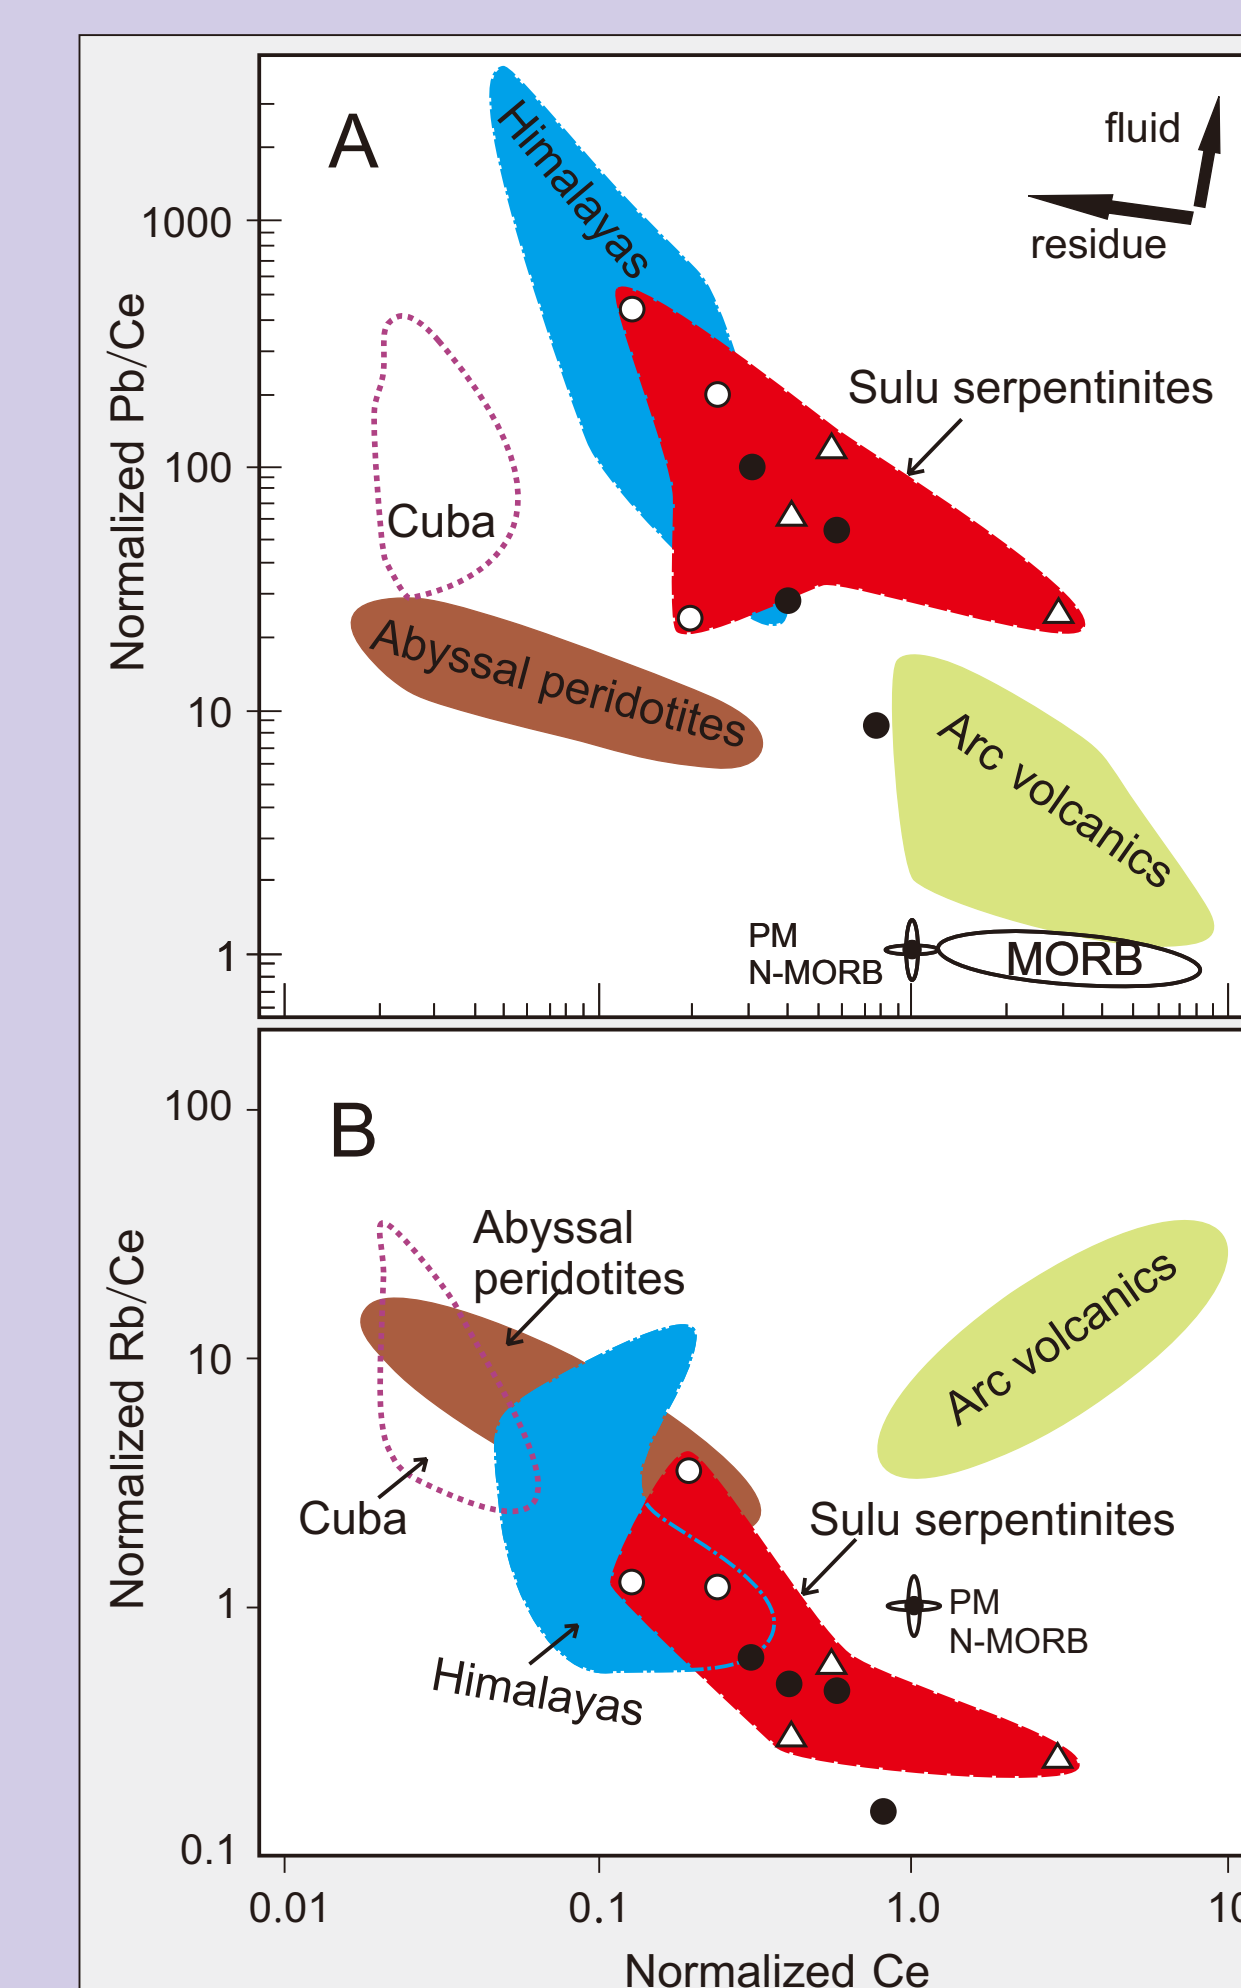 A
Himalayas
fluid
residue
1000
Sulu serpentinites
100
Cuba
Normalized Pb/Ce
Abyssal peridotites
10
Arc volcanics
PM
N-MORB
MORB
1
B
100
Abyssal
peridotites
Arc volcanics
10
Normalized Rb/Ce
Cuba
Sulu serpentinites
1
PM
N-MORB
Himalayas
0.1
0.01
0.1
1.0
Normalized Ce